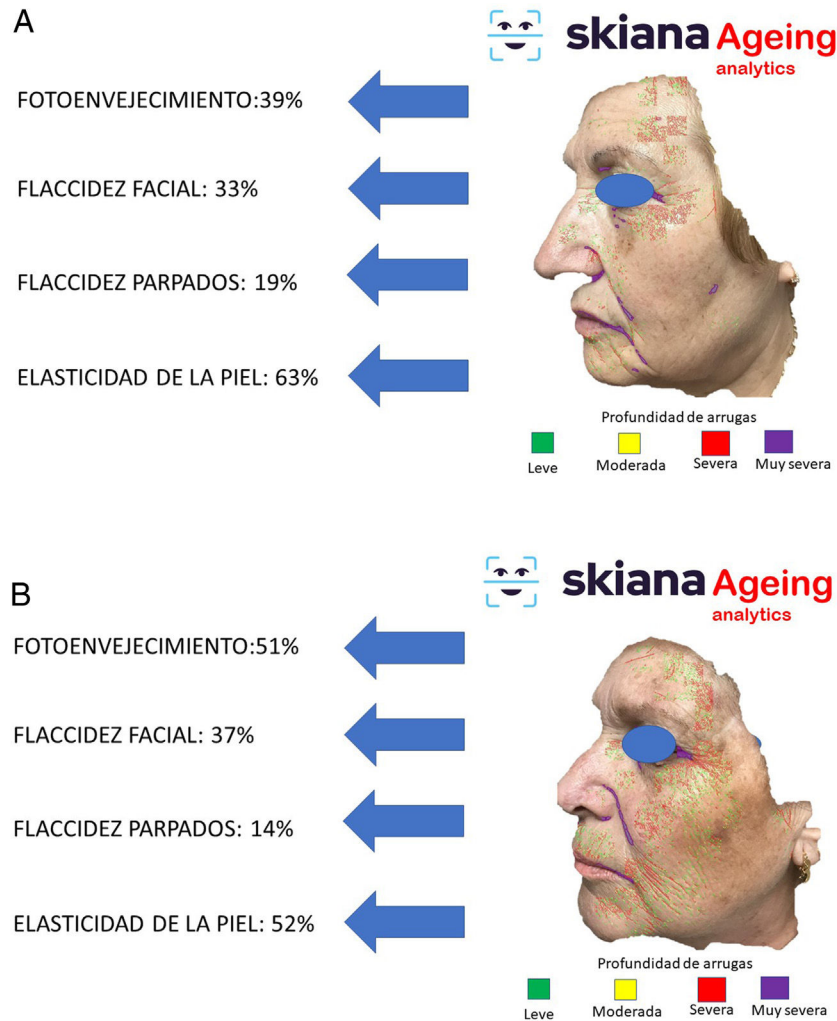 A
skiana Ageing
analytics
FOTOENVEJECIMIENTO:39%
FLACCIDEZ FACIAL: 33%
FLACCIDEZ PARPADOS: 19%
ELASTICIDAD DE LA PIEL: 63%
Profundidad de arrugas
Leve Moderada Severa Muy severa
B
skiana Ageing
analytics
FOTOENVEJECIMIENTO:51%
FLACCIDEZ FACIAL: 37%
FLACCIDEZ PARPADOS: 14%
ELASTICIDAD DE LA PIEL: 52%
Profundidad de arrugas
Leve Moderada Severa Muy severa